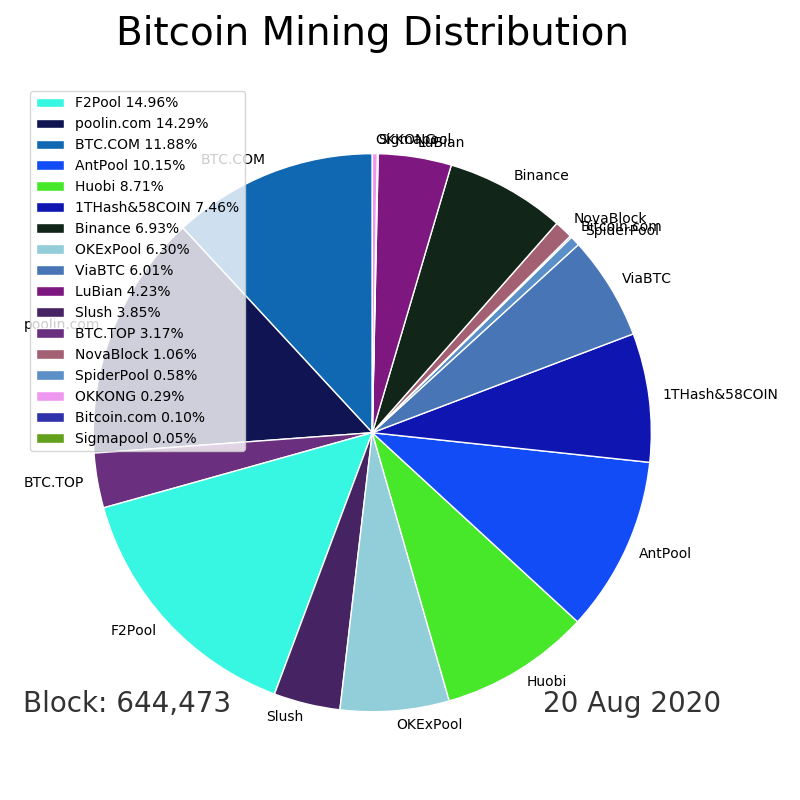 Bitcoin Mining Distribution
F2Pool 14.96%
poolin.com 14.29%
BTC.COM 11.88%
AntPool 10.15%
Huobi 8.71%
1THash&58COIN 7.46%
Binance 6.93%
OKExPool 6.30%
ViaBTC 6.01%
LuBian 4.23%
Slush 3.85%
BTC.TOP 3.17%
NovaBlock 1.06%
SpiderPool 0.58%
OKKONG 0.29%
Bitcoin.com 0.10%
Sigmapool 0.05%
OKKONG
SigmaPool
LuBian
BTC.COM
Binance
NovaBlock
Bitcoin.com
SpiderPool
ViaBTC
poolin.com
1THash&58COIN
BTC.TOP
AntPool
F2Pool
Huobi
Slush
OKExPool
Block: 644,473
20 Aug 2020